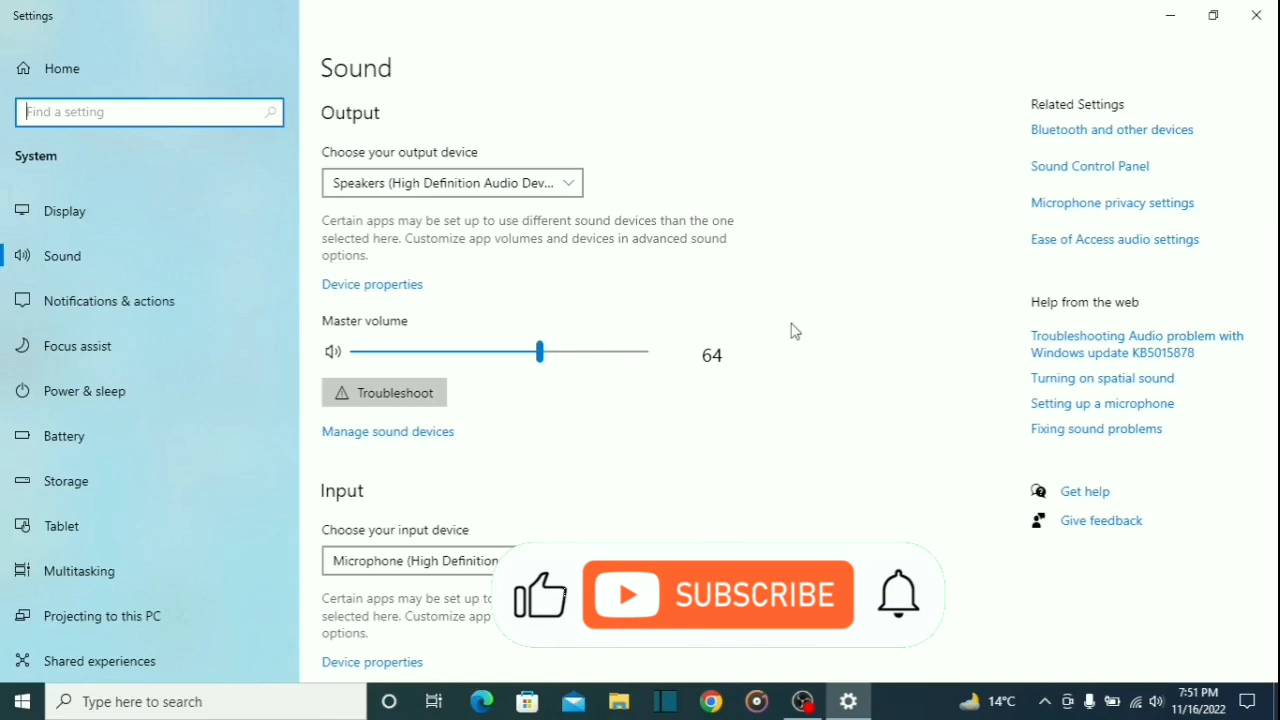 Settings
Home
Find a setting
System
Display
Sound
Notifications & actions
Focus assist
Power & sleep
Battery
Storage
Tablet
Multitasking
Projecting to this PC
Shared experiences
Sound
Output
Choose your output device
Speakers (High Definition Audio Dev...
Certain apps may be set up to use different sound devices than the one
selected here. Customize app volumes and devices in advanced sound
options.
Device properties
Master volume
64
Troubleshoot
Manage sound devices
Input
Choose your input device
Microphone (High Definition
Certain apps may be set up to
selected here. Customize app
options.
Device properties
SUBSCRIBE
Related Settings
Bluetooth and other devices
Sound Control Panel
Microphone privacy settings
Ease of Access audio settings
Help from the web
Troubleshooting Audio problem with
Windows update KB5015878
Turning on spatial sound
Setting up a microphone
Fixing sound problems
Get help
Give feedback
Type here to search
14°C
7:51 PM
11/16/2022